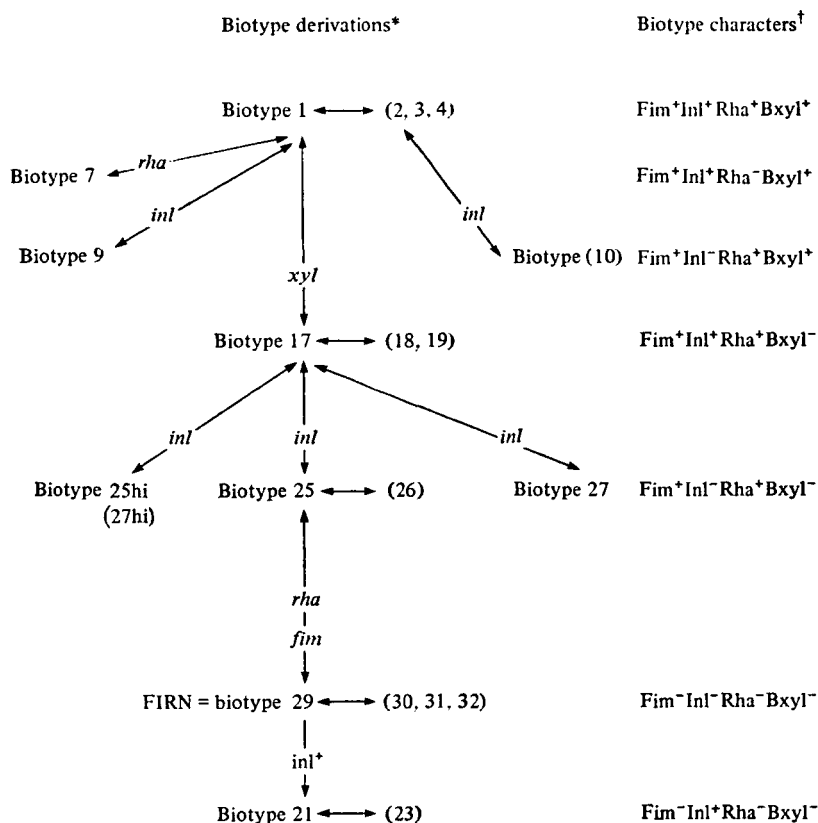 Biotype derivations* Biotype characters†
Biotype 1 (2, 3, 4) Fim⁺Inl⁺Rha⁺Bxyl⁺
rha
Biotype 7 Fim⁺Inl⁺Rha⁻Bxyl⁺
inl inl
Biotype 9 Biotype (10) Fim⁺Inl⁻Rha⁺Bxyl⁺
xyl
Biotype 17 (18, 19) Fim⁺Inl⁺Rha⁺Bxyl⁻
inl inl inl
Biotype 25hi Biotype 25 (26) Biotype 27 Fim⁺Inl⁻Rha⁺Bxyl⁻
(27hi)
rha
fim
FIRN = biotype 29 (30, 31, 32) Fim⁻Inl⁻Rha⁻Bxyl⁻
inl⁺
Biotype 21 (23) Fim⁻Inl⁺Rha⁻Bxyl⁻